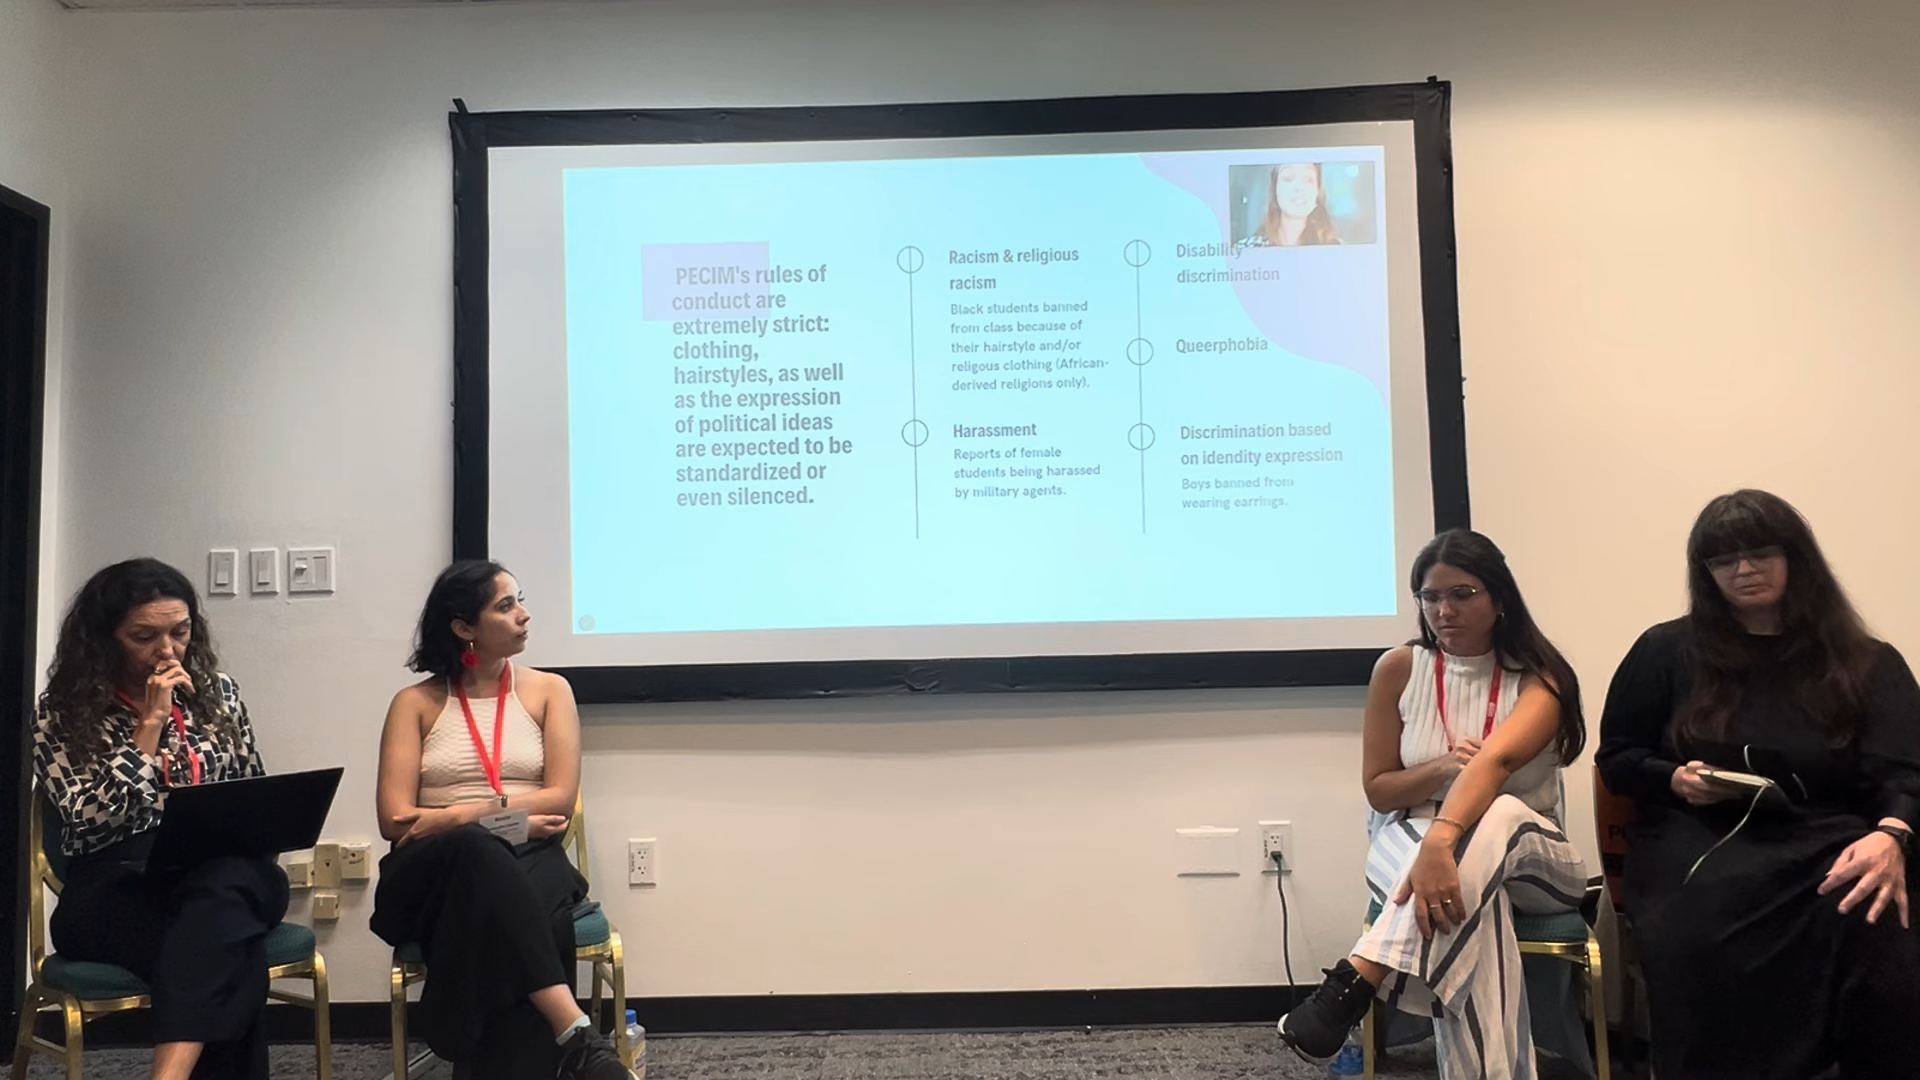 PECIM's rules of
conduct are
extremely strict:
clothing,
hairstyles, as well
as the expression
of political ideas
are expected to be
standardized or
even silenced.
Racism & religious
racism
Black students banned
from class because of
their hairstyle and/or
religous clothing (African-
derived religions only).
Harassment
Reports of female
students being harassed
by military agents.
Disability
discrimination
Queerphobia
Discrimination based
on idendity expression
Boys banned from
wearing earrings.